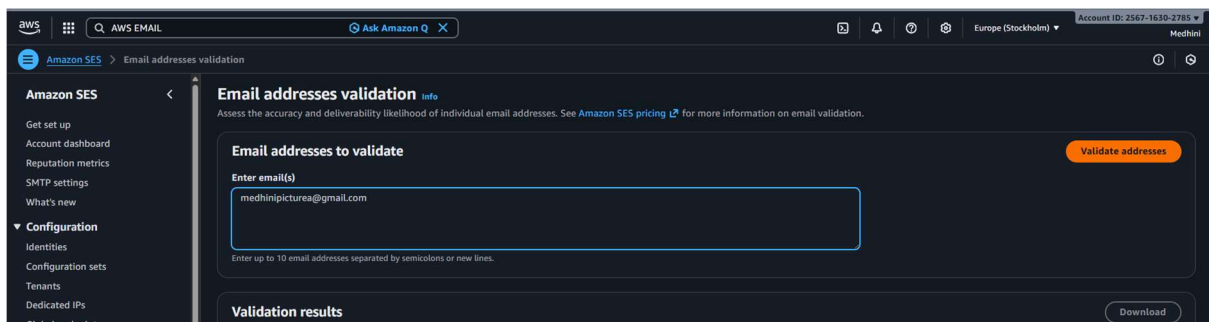 aws
AWS EMAIL
Ask Amazon Q
Europe (Stockholm)
Account ID: 2567-1630-2785
Medhini
Amazon SES > Email addresses validation
Amazon SES
Get set up
Account dashboard
Reputation metrics
SMTP settings
What's new
Configuration
Identities
Configuration sets
Tenants
Dedicated IPs
Email addresses validation Info
Assess the accuracy and deliverability likelihood of individual email addresses. See Amazon SES pricing for more information on email validation.
Email addresses to validate
Validate addresses
Enter email(s)
medhinipicturea@gmail.com
Enter up to 10 email addresses separated by semicolons or new lines.
Validation results
Download